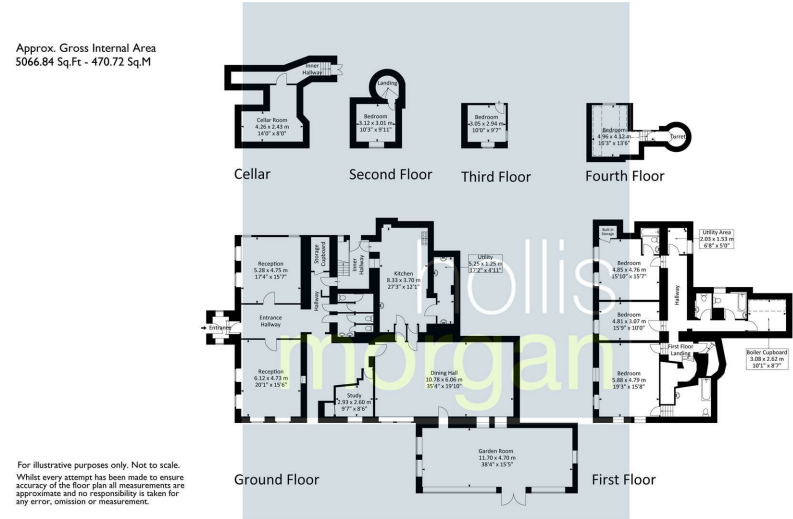 Approx. Gross Internal Area
5066.84 Sq.Ft - 470.72 Sq.M
Inner
Hallway
Cellar Room
4.26 x 2.43 m
14'0" x 8'0"
Cellar
Landing
Bedroom
3.12 x 3.01 m
10'3" x 9'11"
Second Floor
Bedroom
3.05 x 2.94 m
10'0" x 9'7"
Third Floor
Bedroom
4.96 x 4.12 m
16'3" x 13'6"
Turret
Fourth Floor
Reception
5.28 x 4.75 m
17'4" x 15'7"
Storage
Cupboard
Inner
Hallway
Kitchen
8.33 x 3.70 m
27'3" x 12'1"
Utility
5.25 x 1.25 m
17'2" x 4'11"
Hallway
Entrance
Entrance
Hallway
Reception
6.12 x 4.73 m
20'1" x 15'6"
Study
2.93 x 2.60 m
9'7" x 8'6"
Dining Hall
10.78 x 6.06 m
35'4" x 19'10"
Garden Room
11.70 x 4.70 m
38'4" x 15'5"
Ground Floor
Built in
Storage
Utility Area
2.03 x 1.53 m
6'8" x 5'0"
Bedroom
4.85 x 4.76 m
15'10" x 15'7"
Hallway
Bedroom
4.81 x 3.07 m
15'9" x 10'0"
First Floor
Landing
Boiler Cupboard
3.08 x 2.62 m
10'1" x 8'7"
Bedroom
5.88 x 4.79 m
19'3" x 15'8"
First Floor
hollis
morgan
For illustrative purposes only. Not to scale.
Whilst every attempt has been made to ensure
accuracy of the floor plan all measurements are
approximate and no responsibility is taken for
any error, omission or measurement.